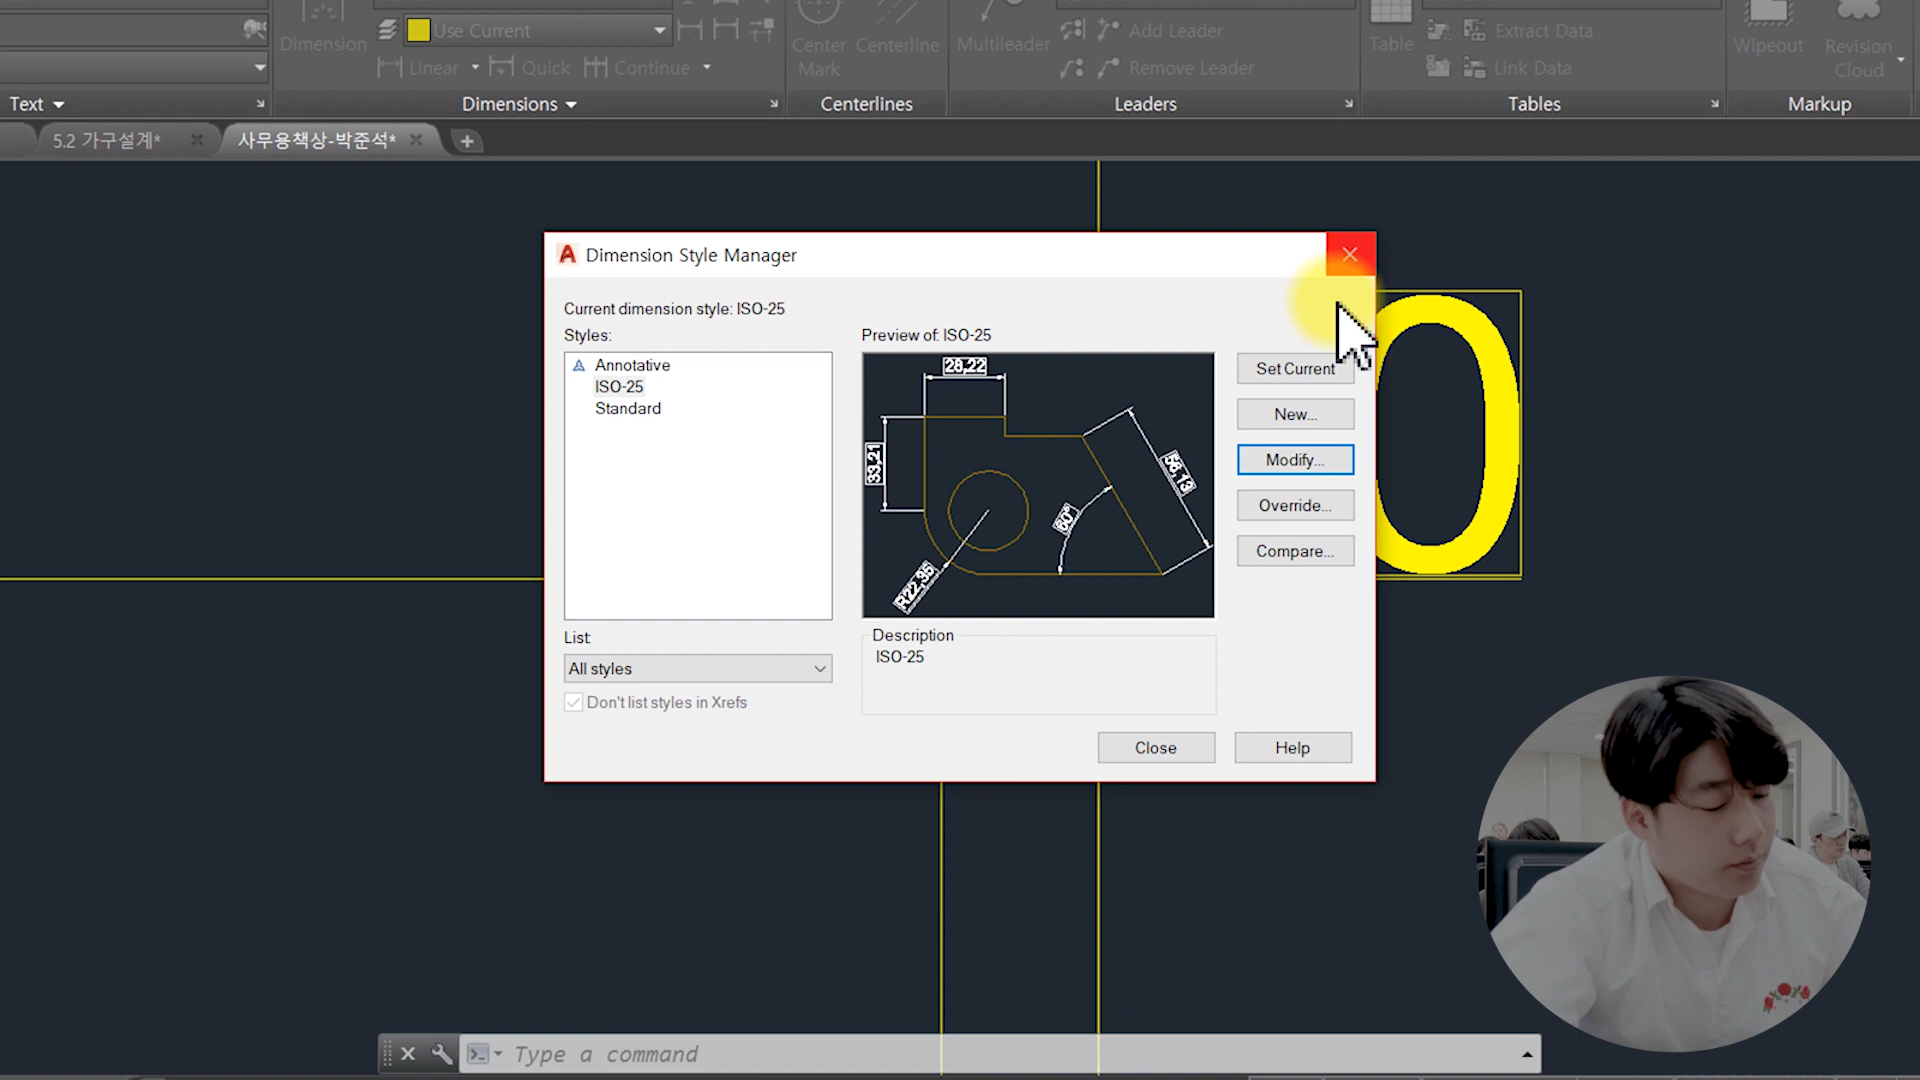 Use Current
Dimension
Linear
Quick
Continue
Center
Mark
Centerline
Multileader
Add Leader
Remove Leader
Table
Extract Data
Link Data
Wipeout
Revision
Cloud
Text
Dimensions
Centerlines
Leaders
Tables
Markup
5.2 가구설계*
사무용책상-박준석*
Dimension Style Manager
Current dimension style: ISO-25
Styles:
Annotative
ISO-25
Standard
Preview of: ISO-25
28,22
33,21
56,13
60°
R22,35
Set Current
New...
Modify...
Override...
Compare...
List:
All styles
Don't list styles in Xrefs
Description
ISO-25
Close
Help
0
Type a command